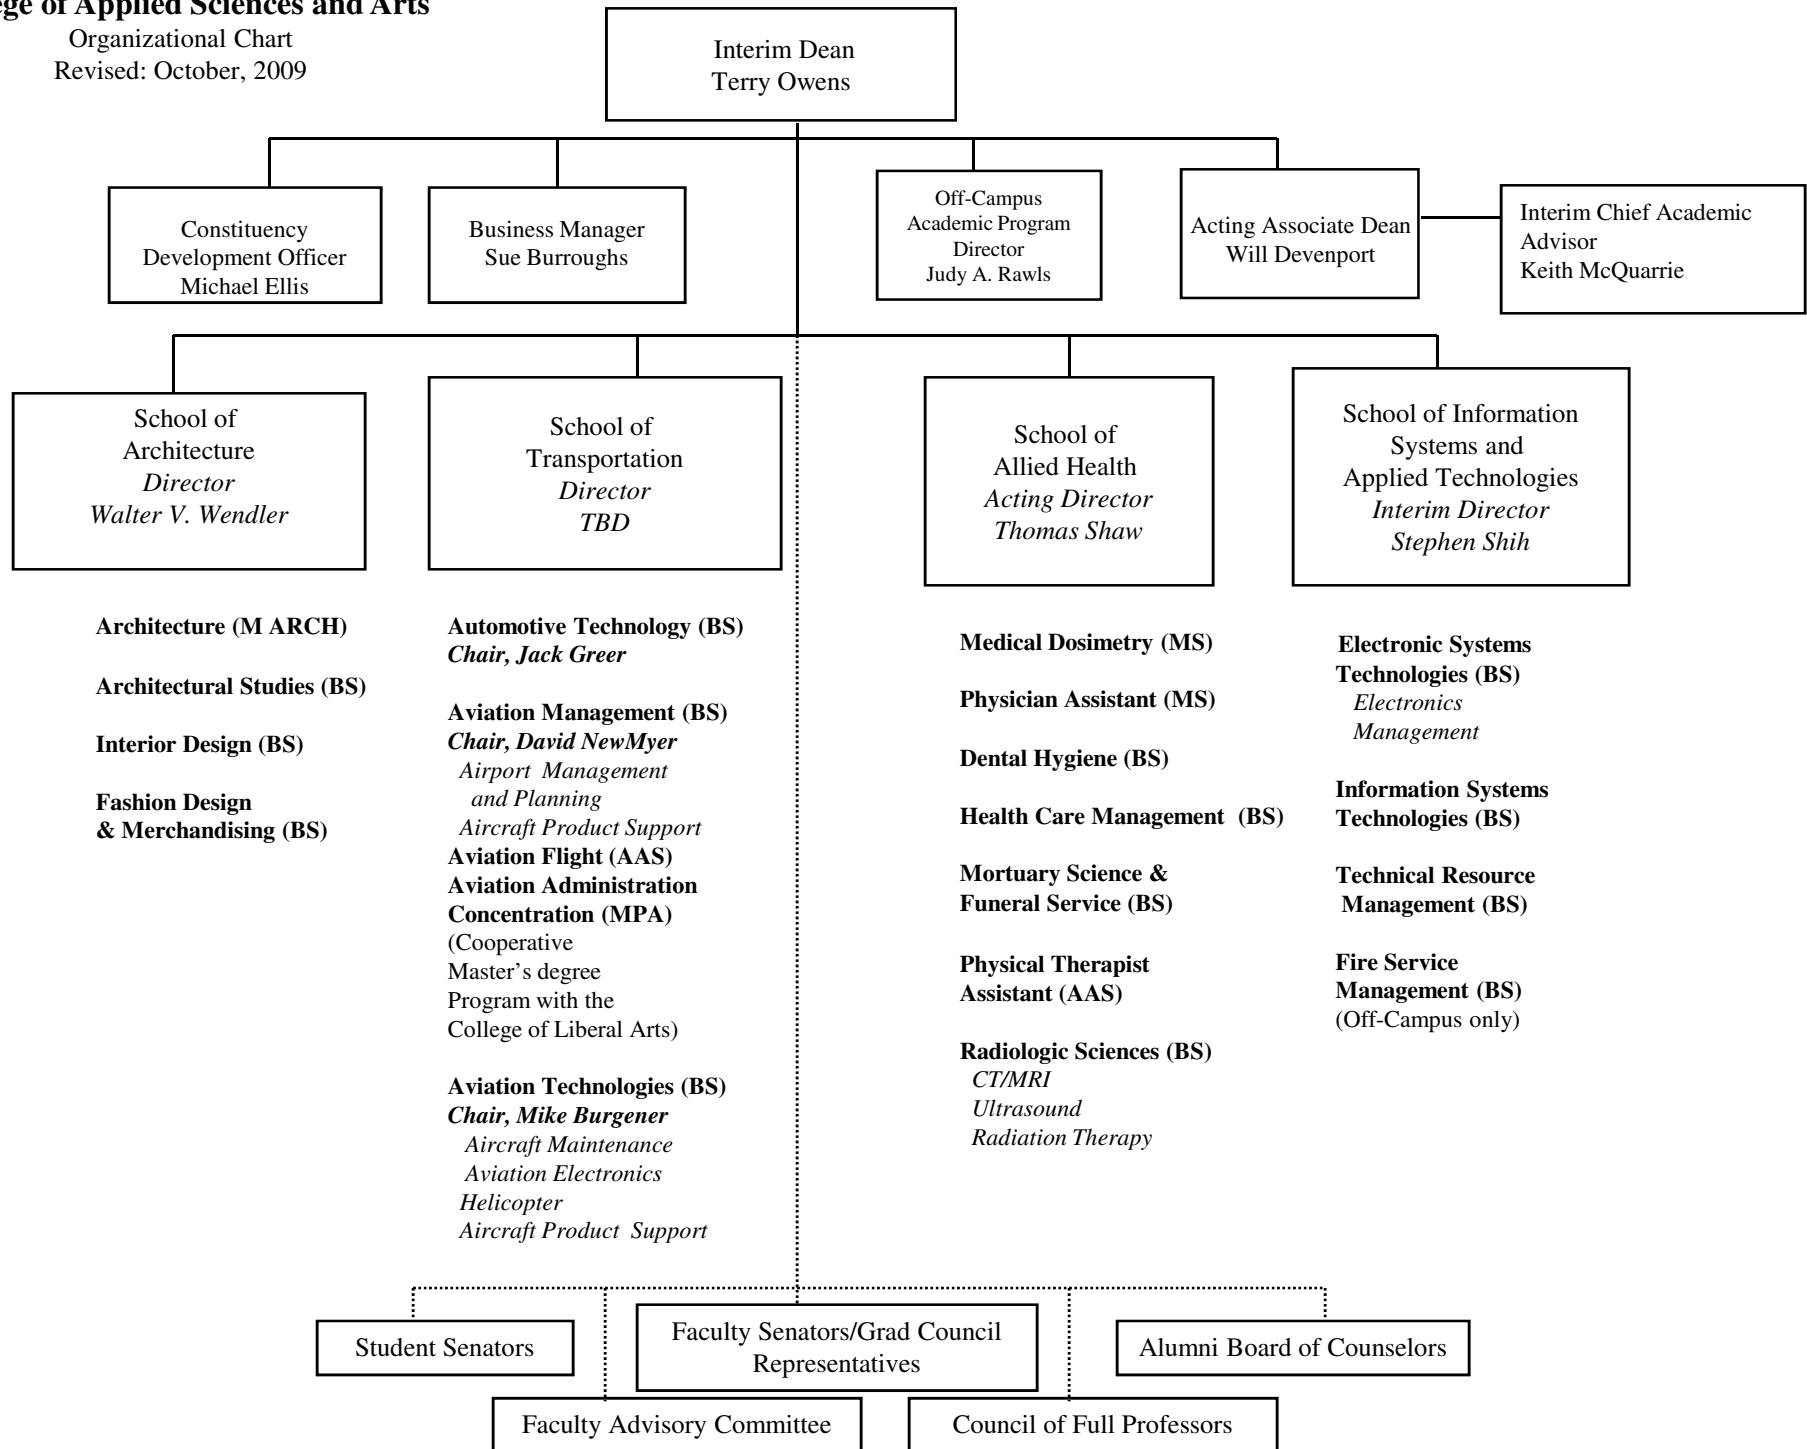 of Applied Sciences and Arts
Organizational Chart
Revised: October, 2009
Interim Dean
Terry Owens
Constituency
Development Officer
Michael Ellis
Business Manager
Sue Burroughs
Off-Campus
Academic Program
Director
Judy A. Rawls
Acting Associate Dean
Will Devenport
Interim Chief Academic
Advisor
Keith McQuarrie
School of
Architecture
Director
Walter V. Wendler
School of
Transportation
Director
TBD
School of
Allied Health
Acting Director
Thomas Shaw
School of Information
Systems and
Applied Technologies
Interim Director
Stephen Shih
Architecture (M ARCH)
Architectural Studies (BS)
Interior Design (BS)
Fashion Design
& Merchandising (BS)
Automotive Technology (BS)
Chair, Jack Greer
Aviation Management (BS)
Chair, David NewMyer
Airport Management
and Planning
Aircraft Product Support
Aviation Flight (AAS)
Aviation Administration
Concentration (MPA)
(Cooperative
Master's degree
Program with the
College of Liberal Arts)
Aviation Technologies (BS)
Chair, Mike Burgener
Aircraft Maintenance
Aviation Electronics
Helicopter
Aircraft Product Support
Medical Dosimetry (MS)
Physician Assistant (MS)
Dental Hygiene (BS)
Health Care Management (BS)
Mortuary Science &
Funeral Service (BS)
Physical Therapist
Assistant (AAS)
Radiologic Sciences (BS)
CT/MRI
Ultrasound
Radiation Therapy
Electronic Systems
Technologies (BS)
Electronics
Management
Information Systems
Technologies (BS)
Technical Resource
Management (BS)
Fire Service
Management (BS)
(Off-Campus only)
Student Senators
Faculty Senators/Grad Council
Representatives
Alumni Board of Counselors
Faculty Advisory Committee
Council of Full Professors